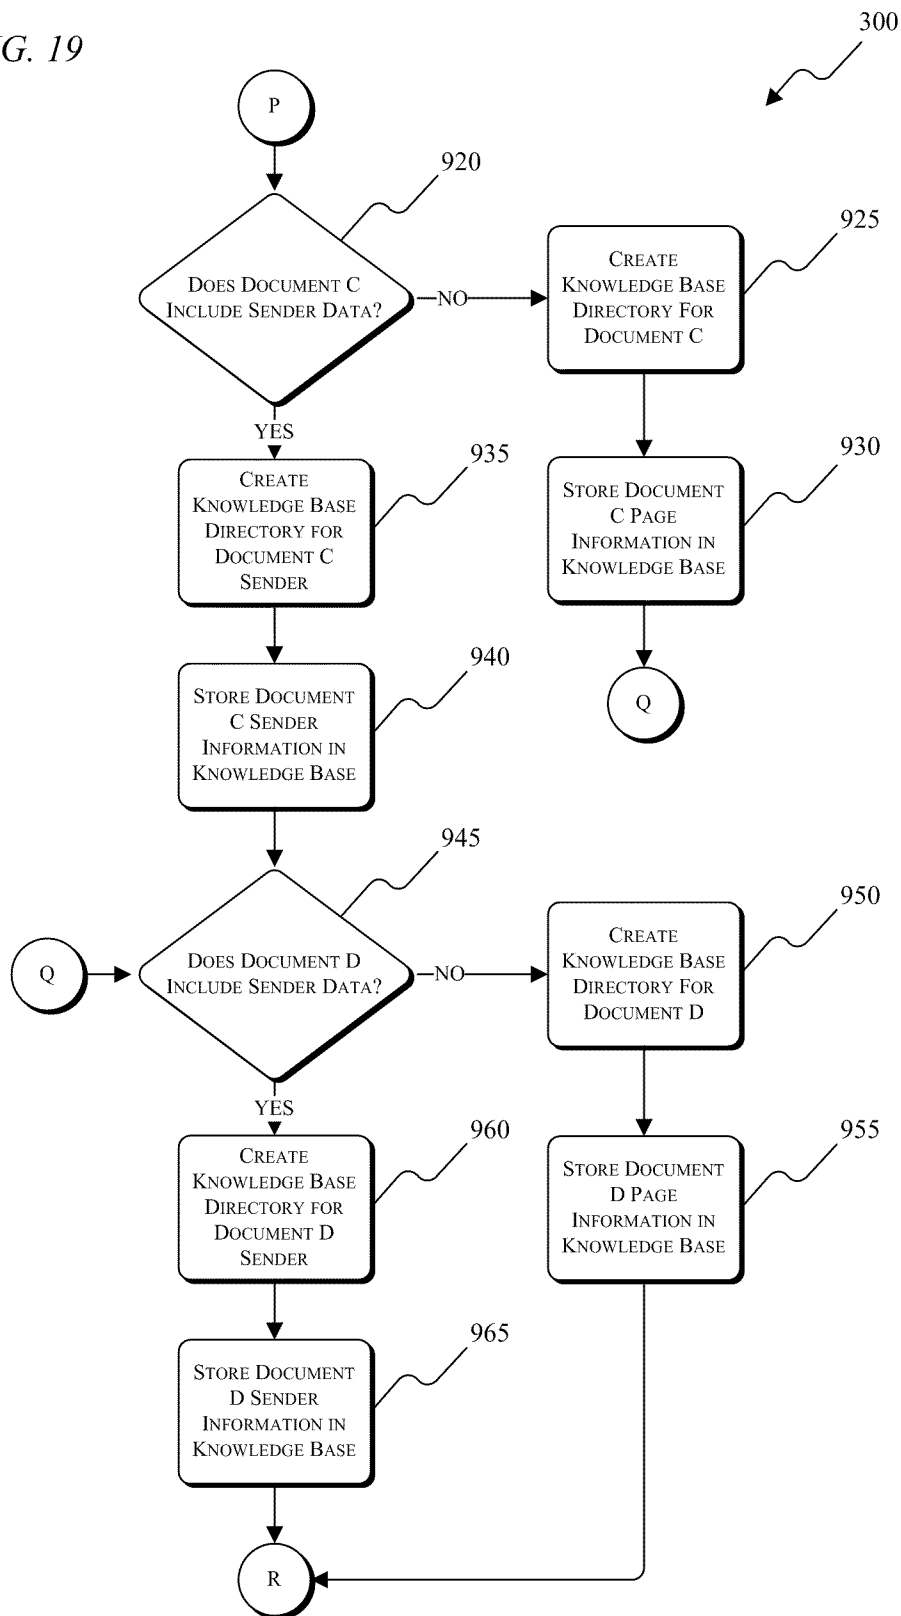 G. 19
300
P
920
DOES DOCUMENT C
INCLUDE SENDER DATA?
NO
925
CREATE
KNOWLEDGE BASE
DIRECTORY FOR
DOCUMENT C
YES
935
CREATE
KNOWLEDGE BASE
DIRECTORY FOR
DOCUMENT C
SENDER
930
STORE DOCUMENT
C PAGE
INFORMATION IN
KNOWLEDGE BASE
940
STORE DOCUMENT
C SENDER
INFORMATION IN
KNOWLEDGE BASE
Q
945
Q
DOES DOCUMENT D
INCLUDE SENDER DATA?
NO
950
CREATE
KNOWLEDGE BASE
DIRECTORY FOR
DOCUMENT D
YES
960
CREATE
KNOWLEDGE BASE
DIRECTORY FOR
DOCUMENT D
SENDER
955
STORE DOCUMENT
D PAGE
INFORMATION IN
KNOWLEDGE BASE
965
STORE DOCUMENT
D SENDER
INFORMATION IN
KNOWLEDGE BASE
R